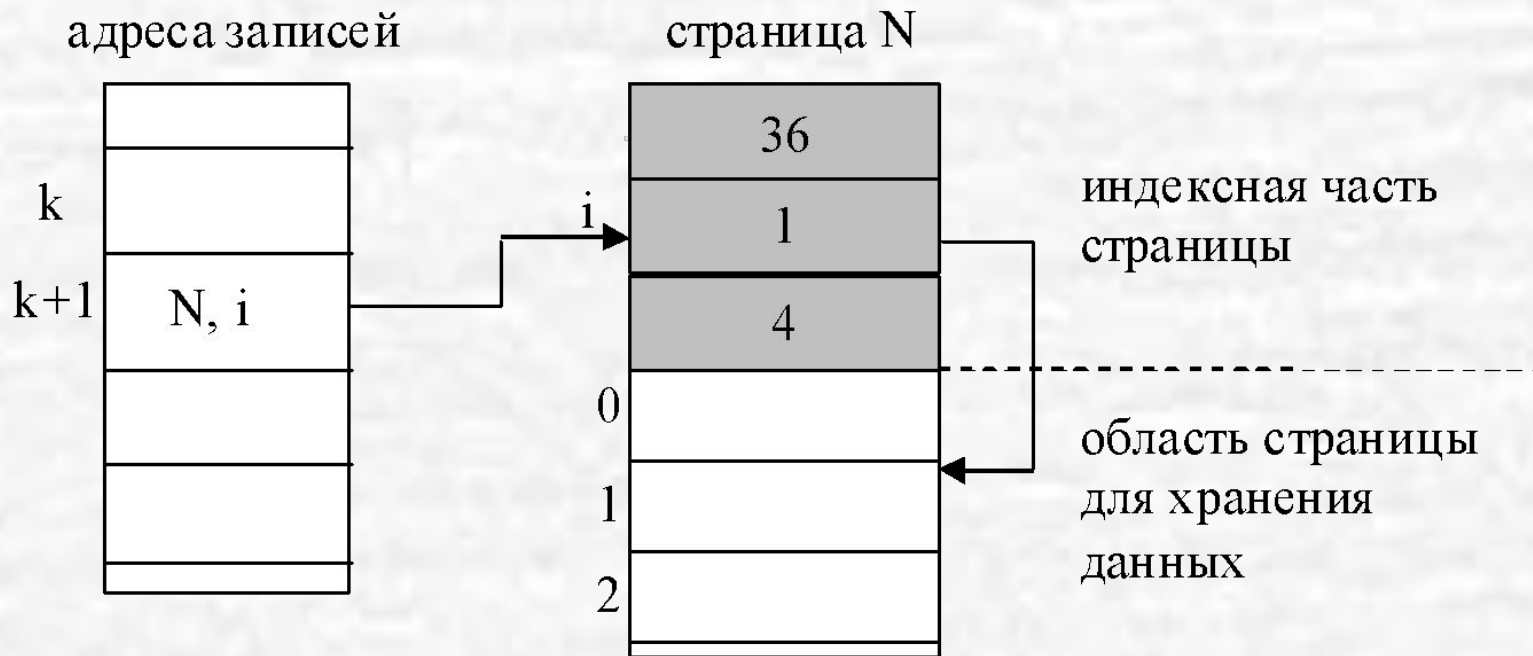 адреса записей
страница N
36
k
i
1
индексная часть
страницы
k+1
N, i
4
0
область страницы
1
для хранения
2
данных